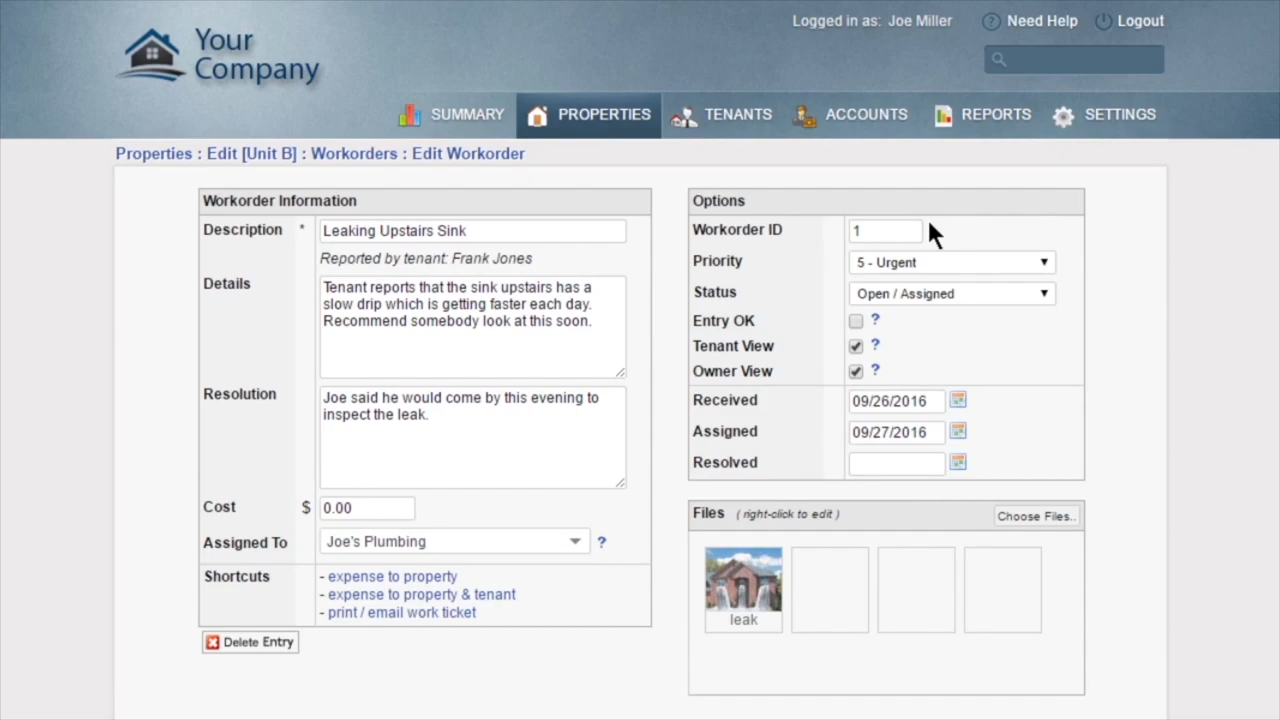 Logged in as: Joe Miller
? Need Help
Logout
Your
Company
SUMMARY
PROPERTIES
TENANTS
ACCOUNTS
REPORTS
SETTINGS
Properties : Edit [Unit B] : Workorders : Edit Workorder
Workorder Information
Description * Leaking Upstairs Sink
Reported by tenant: Frank Jones
Details
Tenant reports that the sink upstairs has a
slow drip which is getting faster each day.
Recommend somebody look at this soon.
Resolution
Joe said he would come by this evening to
inspect the leak.
Cost $ 0.00
Assigned To Joe's Plumbing ?
Shortcuts
- expense to property
- expense to property & tenant
- print / email work ticket
Delete Entry
Options
Workorder ID 1
Priority 5 - Urgent
Status Open / Assigned
Entry OK ?
Tenant View ?
Owner View ?
Received 09/26/2016
Assigned 09/27/2016
Resolved
Files ( right-click to edit ) Choose Files..
leak